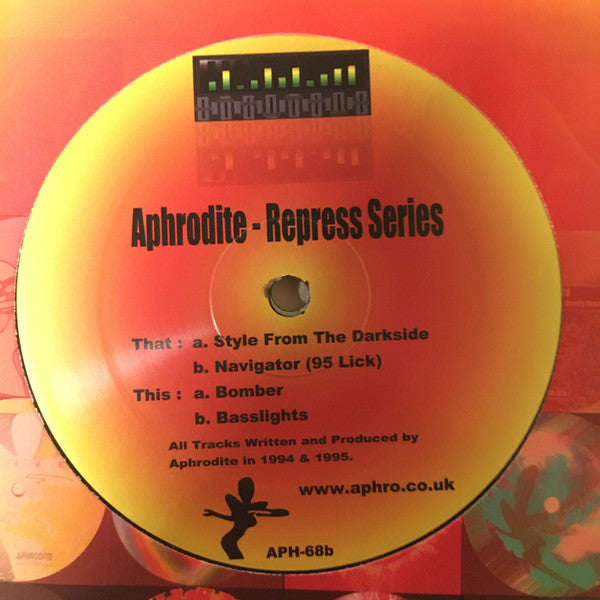 Aphrodite - Repress Series
That : a. Style From The Darkside
b. Navigator (95 Lick)
This : a. Bomber
b. Basslights
All Tracks Written and Produced by
Aphrodite in 1994 & 1995.
www.aphro.co.uk
APH-68b
APHRODITE